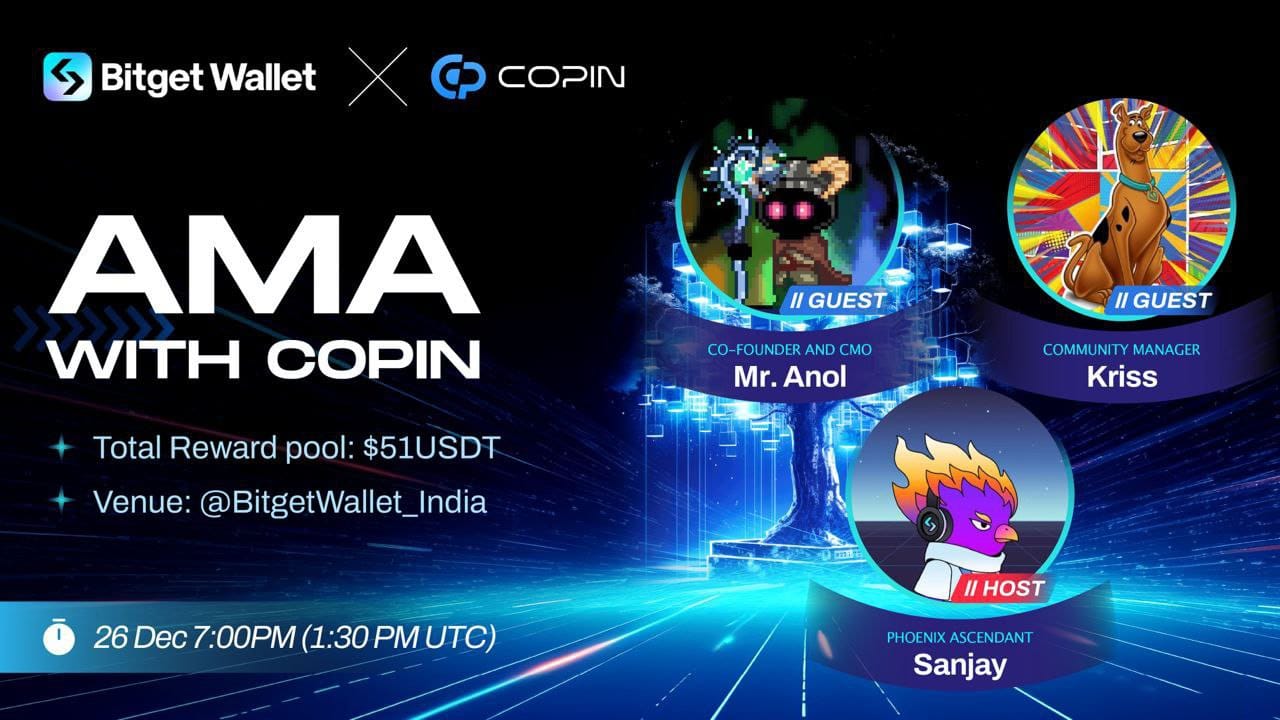 Bitget Wallet
COPIN
AMA
WITH COPIN
Total Reward pool: $51USDT
Venue: @BitgetWallet_India
26 Dec 7:00PM (1:30 PM UTC)
// GUEST
CO-FOUNDER AND CMO
Mr. Anol
// GUEST
COMMUNITY MANAGER
Kriss
// HOST
PHOENIX ASCENDANT
Sanjay